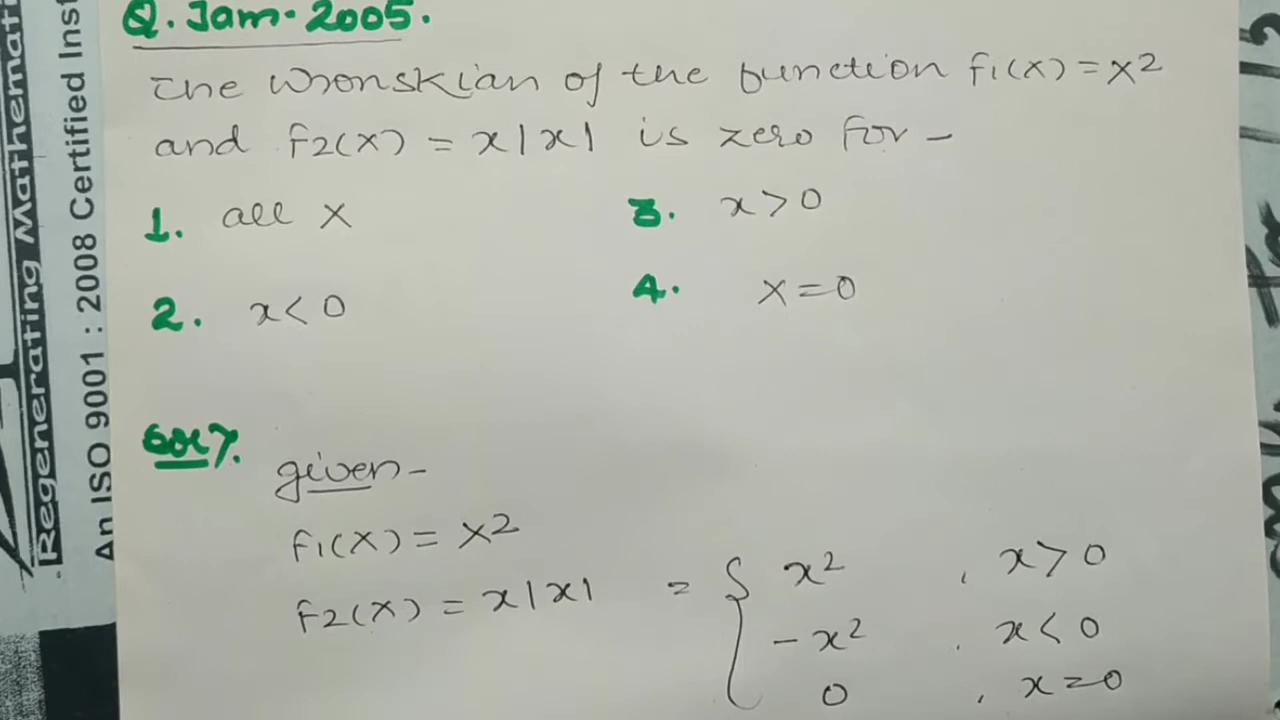 Q. Jam. 2005.
The Wronskian of the function f1(x) = x2
and f2(x) = x|x| is zero for -
1. all x
3. x > 0
2. x < 0
4. x = 0
Sol7.
given -
f1(x) = x2
f2(x) = x|x| = { x2 , x > 0
- x2 , x < 0
0 , x = 0
Regenerating Mathemati
An ISO 9001 : 2008 Certified Inst